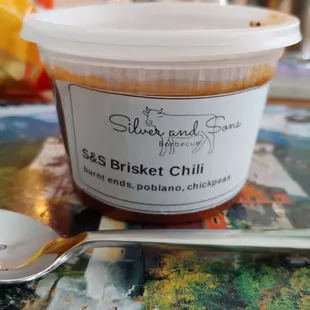 Silver and Sons
Barbecue
S&S Brisket Chili
burnt ends, poblano, chickpeas